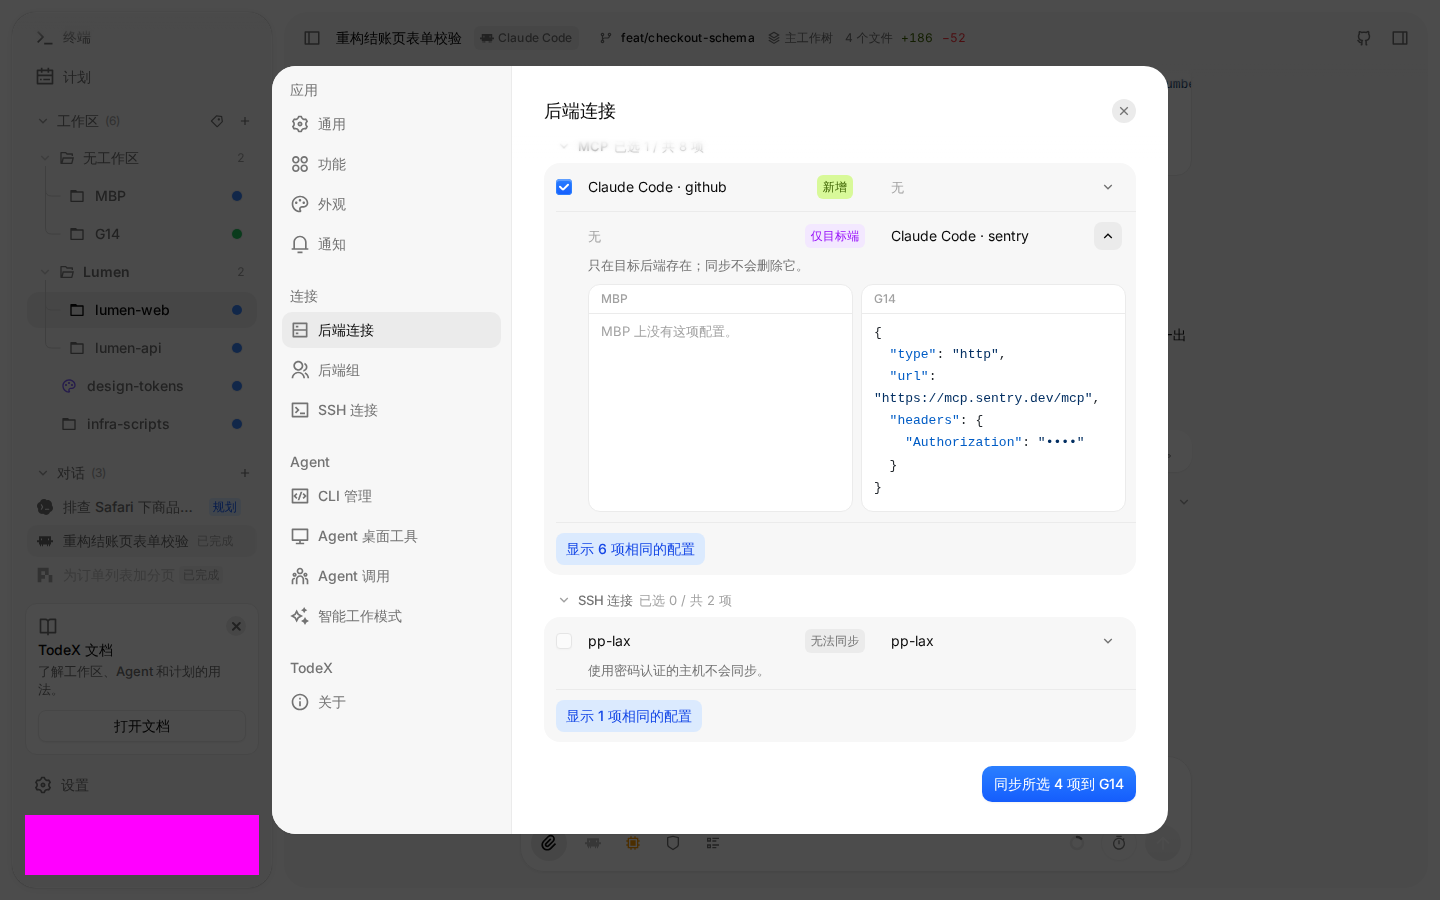 终端
计划
工作区 (6)
无工作区 2
MBP
G14
Lumen 2
lumen-web
lumen-api
design-tokens
infra-scripts
对话 (3)
排查 Safari 下商品... 规划
重构结账页表单校验 已完成
为订单列表加分页 已完成
TodeX 文档
了解工作区、Agent 和计划的用
法。
打开文档
设置
重构结账页表单校验 Claude Code feat/checkout-schema 主工作树 4 个文件 +186 −52
应用
通用
功能
外观
通知
连接
后端连接
后端组
SSH 连接
Agent
CLI 管理
Agent 桌面工具
Agent 调用
智能工作模式
TodeX
关于
后端连接
MCP 已选 1 / 共 8 项
Claude Code · github 新增 无
无 仅目标端 Claude Code · sentry
只在目标后端存在；同步不会删除它。
MBP
MBP 上没有这项配置。
G14
{
"type": "http",
"url":
"https://mcp.sentry.dev/mcp",
"headers": {
"Authorization": "••••"
}
}
显示 6 项相同的配置
SSH 连接 已选 0 / 共 2 项
pp-lax 无法同步 pp-lax
使用密码认证的主机不会同步。
显示 1 项相同的配置
同步所选 4 项到 G14